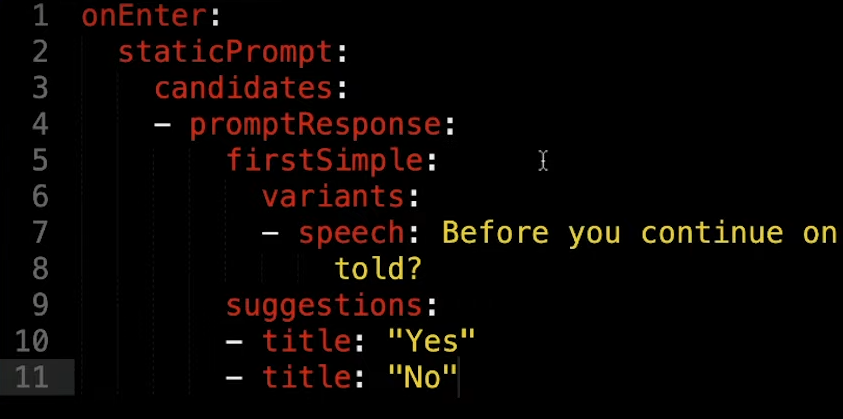 1 onEnter:
2 staticPrompt:
3 candidates:
4 - promptResponse:
5 firstSimple:
6 variants:
7 - speech: Before you continue on
8 told?
9 suggestions:
10 - title: "Yes"
11 - title: "No"